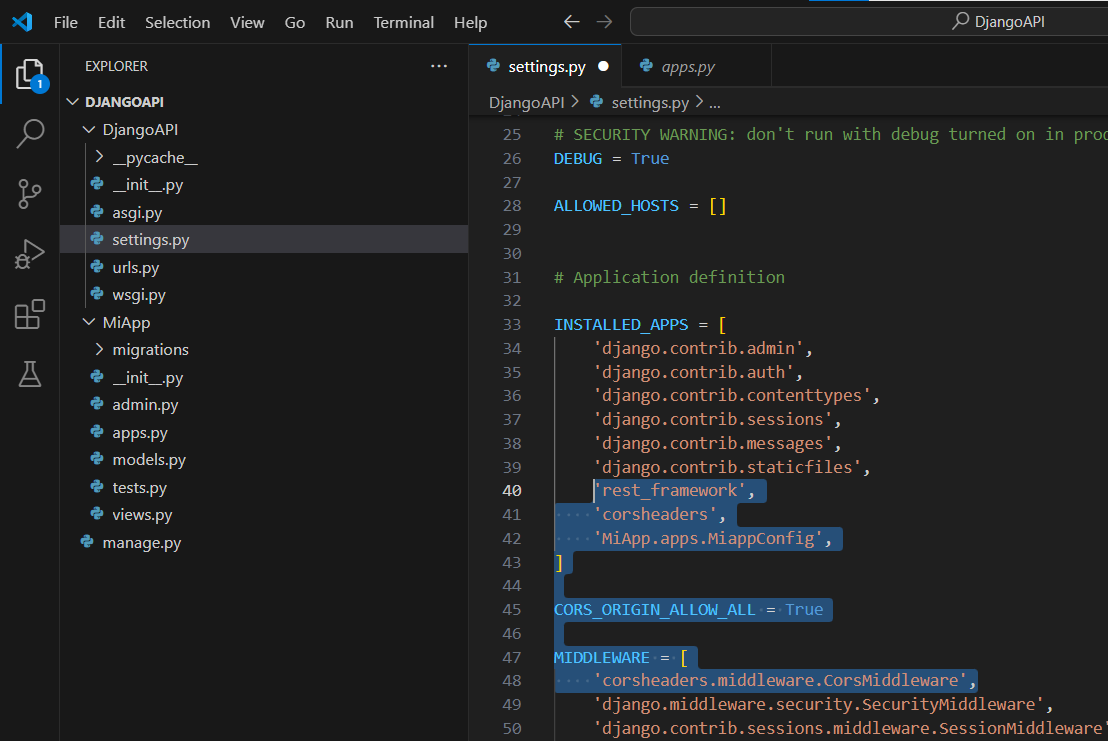 File Edit Selection View Go Run Terminal Help
DjangoAPI
EXPLORER
1
DJANGOAPI
DjangoAPI
__pycache__
__init__.py
asgi.py
settings.py
urls.py
wsgi.py
MiApp
migrations
__init__.py
admin.py
apps.py
models.py
tests.py
views.py
manage.py
settings.py apps.py
DjangoAPI > settings.py > ...
25 # SECURITY WARNING: don't run with debug turned on in proc
26 DEBUG = True
27
28 ALLOWED_HOSTS = []
29
30
31 # Application definition
32
33 INSTALLED_APPS = [
34 'django.contrib.admin',
35 'django.contrib.auth',
36 'django.contrib.contenttypes',
37 'django.contrib.sessions',
38 'django.contrib.messages',
39 'django.contrib.staticfiles',
40 'rest_framework',
41 'corsheaders',
42 'MiApp.apps.MiappConfig',
43 ]
44
45 CORS_ORIGIN_ALLOW_ALL = True
46
47 MIDDLEWARE = [
48 'corsheaders.middleware.CorsMiddleware',
49 'django.middleware.security.SecurityMiddleware',
50 'django.contrib.sessions.middleware.SessionMiddleware'